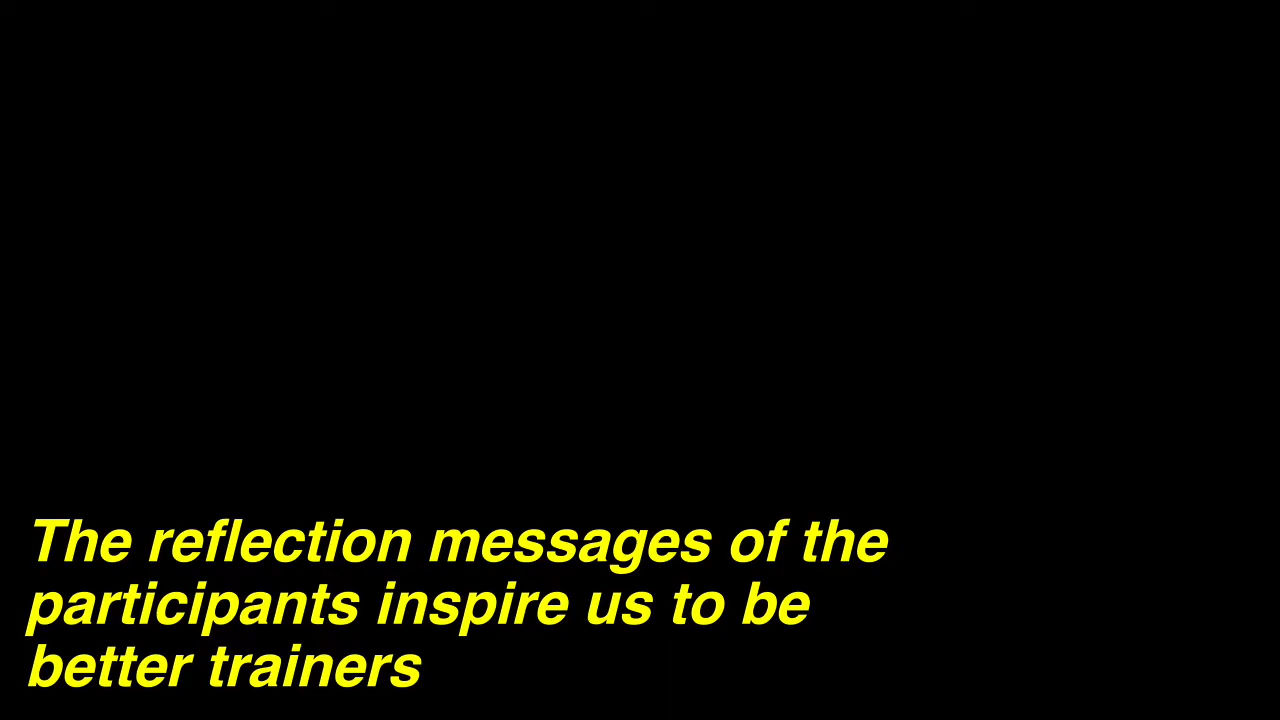 The reflection messages of the
participants inspire us to be
better trainers